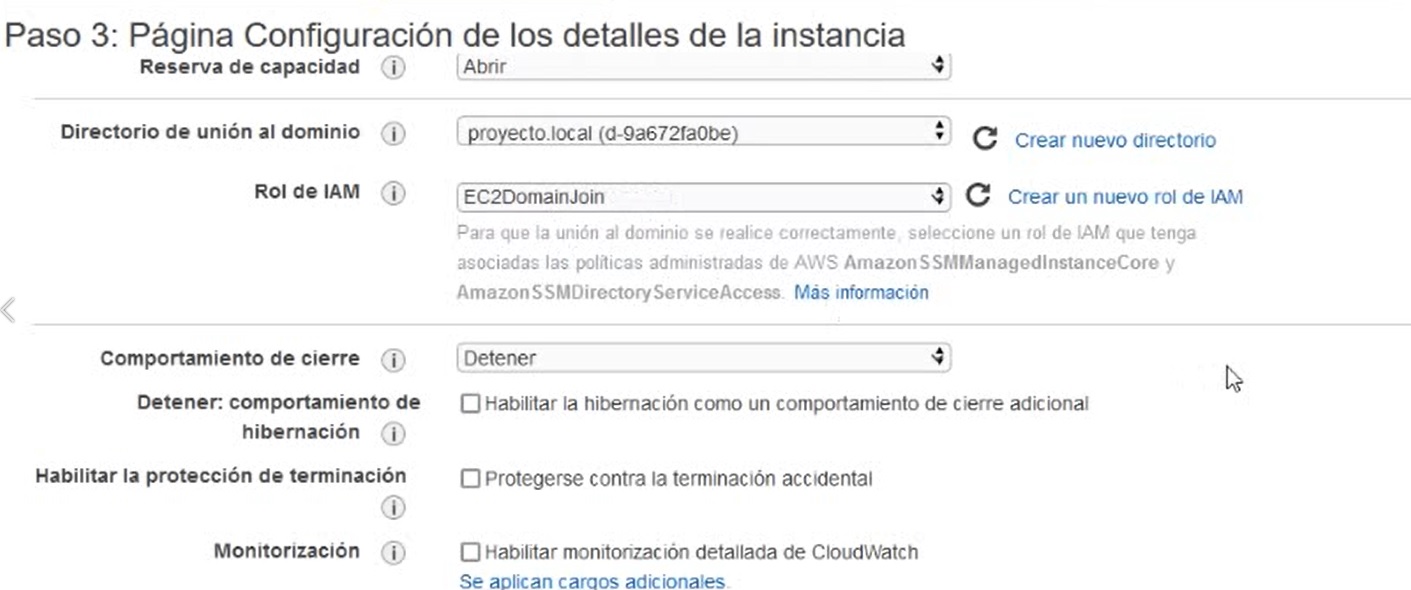 Paso 3: Página Configuración de los detalles de la instancia
Reserva de capacidad i Abrir
Directorio de unión al dominio i proyecto.local (d-9a672fa0be) Crear nuevo directorio
Rol de IAM i EC2DomainJoin Crear un nuevo rol de IAM
Para que la unión al dominio se realice correctamente, seleccione un rol de IAM que tenga
asociadas las políticas administradas de AWS AmazonSSMManagedInstanceCore y
AmazonSSMDirectoryServiceAccess. Más información
Comportamiento de cierre i Detener
Detener: comportamiento de
hibernación i
Habilitar la hibernación como un comportamiento de cierre adicional
Habilitar la protección de terminación i
Protegerse contra la terminación accidental
Monitorización i Habilitar monitorización detallada de CloudWatch
Se aplican cargos adicionales.